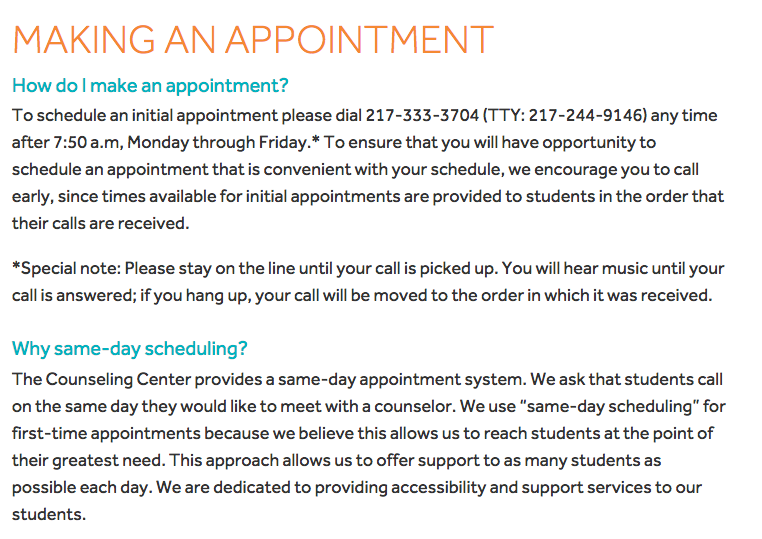 MAKING AN APPOINTMENT
How do I make an appointment?
To schedule an initial appointment please dial 217-333-3704 (TTY: 217-244-9146) any time
after 7:50 a.m, Monday through Friday.* To ensure that you will have opportunity to
schedule an appointment that is convenient with your schedule, we encourage you to call
early, since times available for initial appointments are provided to students in the order that
their calls are received.
*Special note: Please stay on the line until your call is picked up. You will hear music until your
call is answered; if you hang up, your call will be moved to the order in which it was received.
Why same-day scheduling?
The Counseling Center provides a same-day appointment system. We ask that students call
on the same day they would like to meet with a counselor. We use "same-day scheduling" for
first-time appointments because we believe this allows us to reach students at the point of
their greatest need. This approach allows us to offer support to as many students as
possible each day. We are dedicated to providing accessibility and support services to our
students.